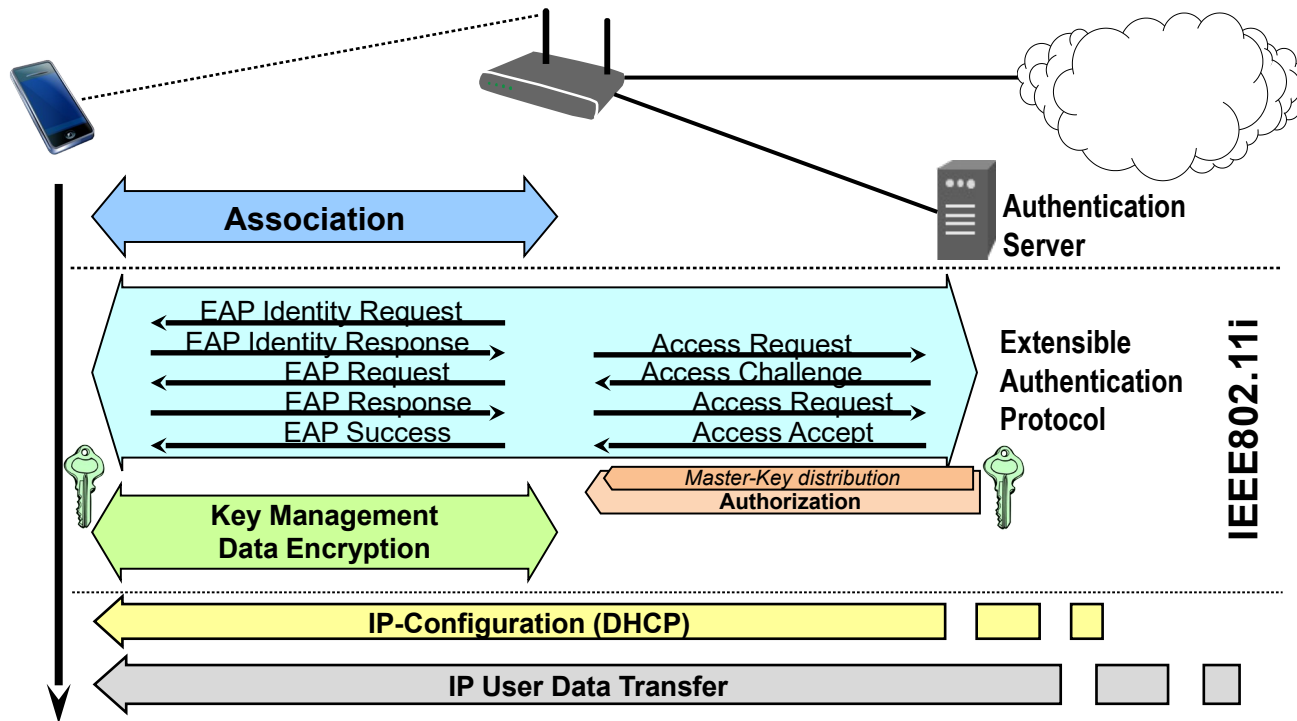 Authentication
Server
Association
EAP Identity Request
EAP Identity Response
Access Request
EAP Request
Access Challenge
EAP Response
Access Request
EAP Success
Access Accept
Extensible
Authentication
Protocol
IEEE802.11i
Master-Key distribution
Authorization
Key Management
Data Encryption
IP-Configuration (DHCP)
IP User Data Transfer